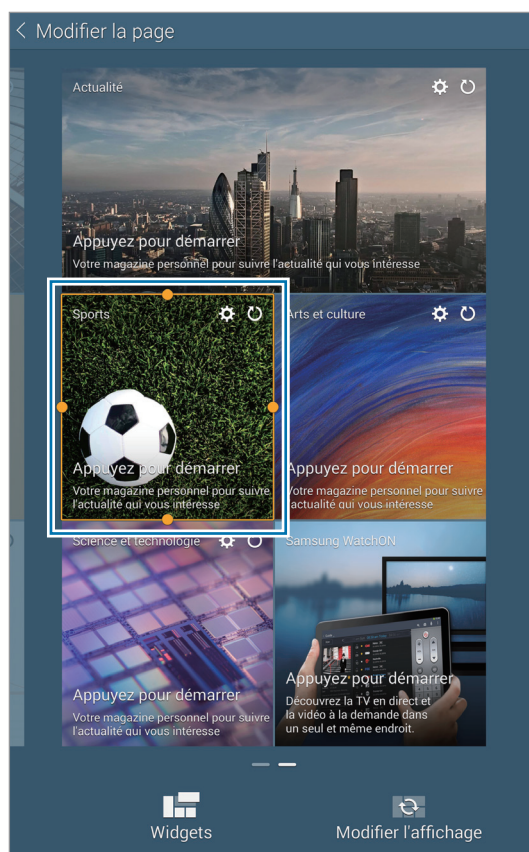 Modifier la page
Actualité
Appuyez pour démarrer
Votre magazine personnel pour suivre l'actualité qui vous intéresse
Sports
Appuyez pour démarrer
Votre magazine personnel pour suivre
l'actualité qui vous intéresse
Arts et culture
Appuyez pour démarrer
Votre magazine personnel pour suivre
l'actualité qui vous intéresse
Science et technologie
Appuyez pour démarrer
Votre magazine personnel pour suivre
l'actualité qui vous intéresse
Samsung WatchON
Appuyez pour démarrer
Découvrez la TV en direct et
la vidéo à la demande dans
un seul et même endroit.
Widgets
Modifier l'affichage